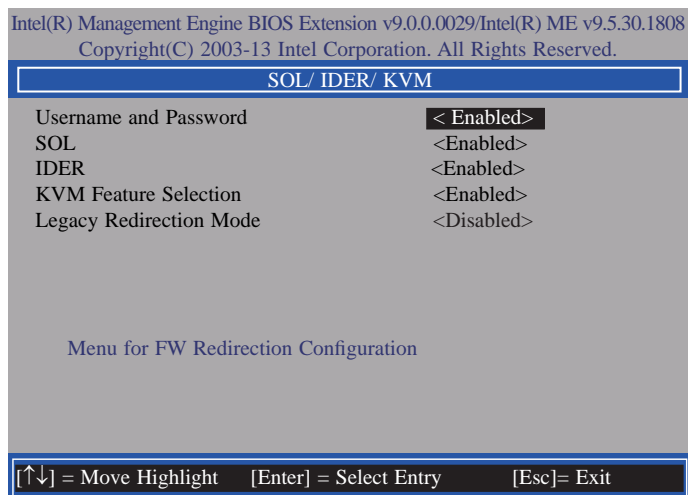 Intel(R) Management Engine BIOS Extension v9.0.0.0029/Intel(R) ME v9.5.30.1808
Copyright(C) 2003-13 Intel Corporation. All Rights Reserved.
SOL/ IDER/ KVM
Username and Password < Enabled>
SOL <Enabled>
IDER <Enabled>
KVM Feature Selection <Enabled>
Legacy Redirection Mode <Disabled>
Menu for FW Redirection Configuration
[↑↓] = Move Highlight [Enter] = Select Entry [Esc]= Exit